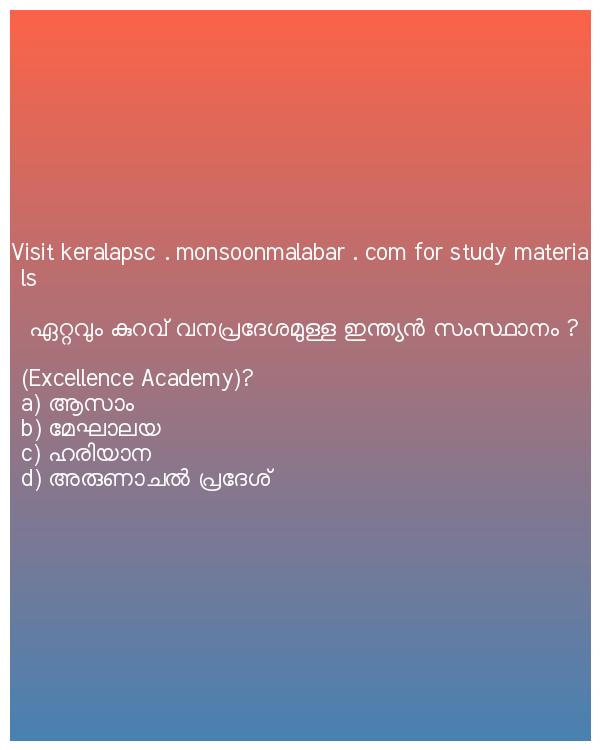 Visit keralapsc . monsoonmalabar . com for study materia
ls
ഏറ്റവും കുറവ് വനപ്രദേശമുള്ള ഇന്ത്യൻ സംസ്ഥാനം ?
(Excellence Academy)?
a) ആസാം
b) മേഘാലയ
c) ഹരിയാന
d) അരുണാചൽ പ്രദേശ്